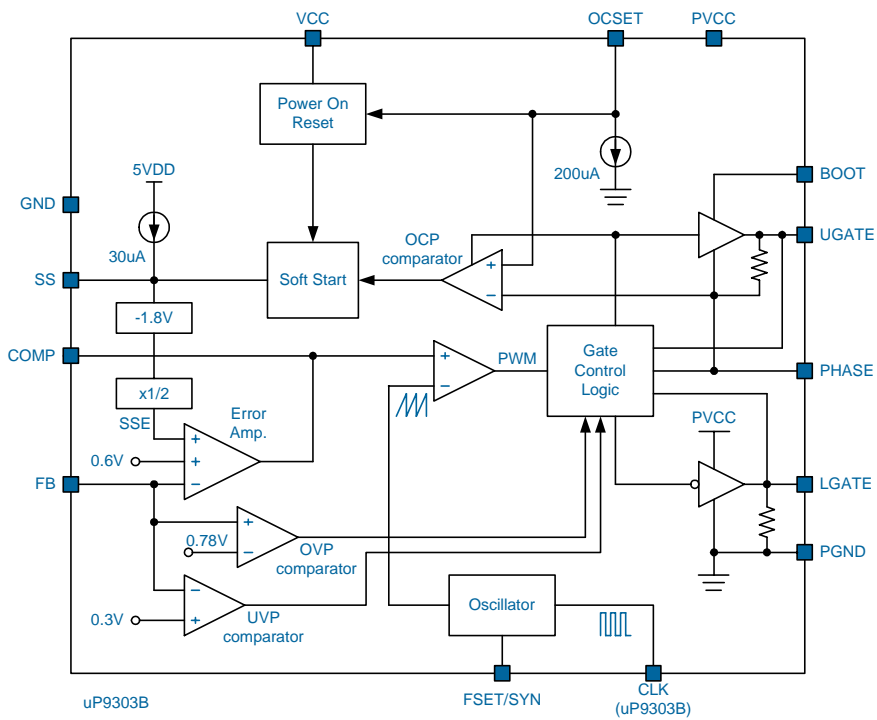 VCC
OCSET
PVCC
Power On
Reset
5VDD
200uA
BOOT
GND
30uA
OCP
comparator
+
−
UGATE
SS
Soft Start
-1.8V
COMP
+
−
PWM
Gate
Control
Logic
PHASE
x1/2
SSE
Error
Amp.
PVCC
+
+
−
0.6V
FB
LGATE
+
−
0.78V
OVP
comparator
PGND
−
+
0.3V
UVP
comparator
Oscillator
FSET/SYN
CLK
(uP9303B)
uP9303B